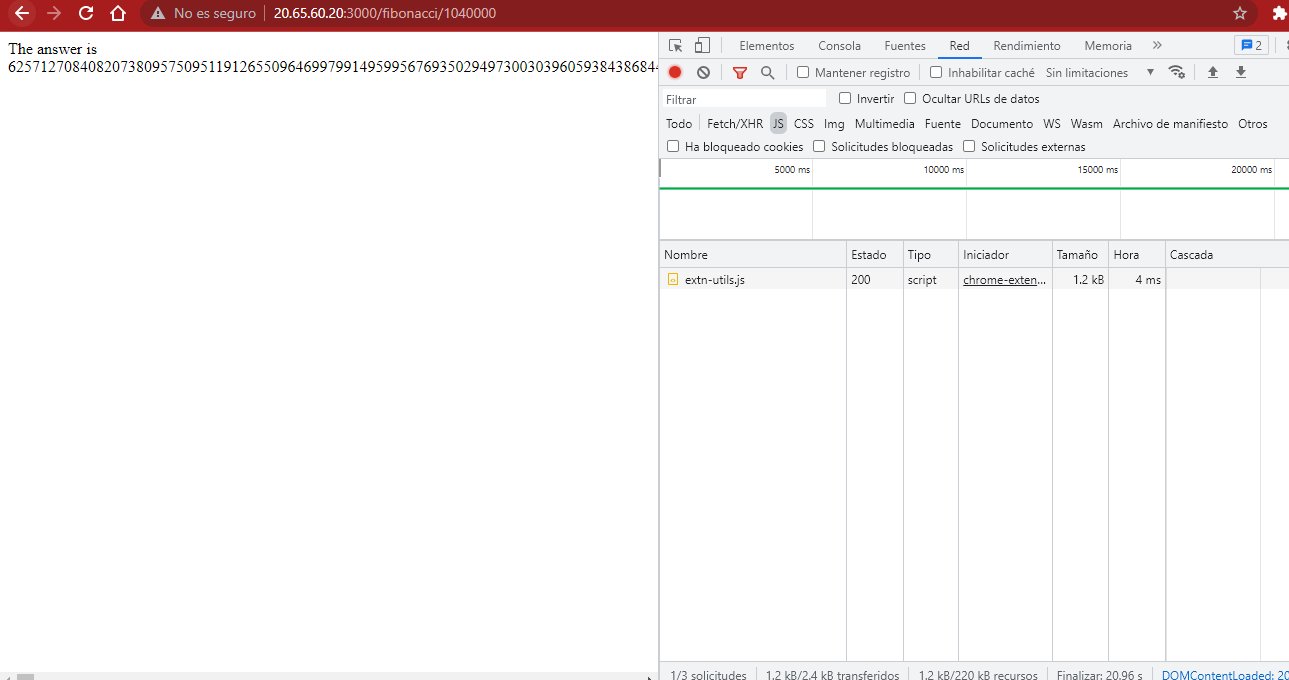 No es seguro 20.65.60.20:3000/fibonacci/1040000
The answer is
625712708408207380957509511912655096469979914959956769350294973003039605938438684
Elementos Consola Fuentes Red Rendimiento Memoria 2
Mantener registro Inhabilitar caché Sin limitaciones
Filtrar Invertir Ocultar URLs de datos
Todo Fetch/XHR JS CSS Img Multimedia Fuente Documento WS Wasm Archivo de manifiesto Otros
Ha bloqueado cookies Solicitudes bloqueadas Solicitudes externas
5000 ms 10000 ms 15000 ms 20000 ms
Nombre Estado Tipo Iniciador Tamaño Hora Cascada
extn-utils.js 200 script chrome-exten... 1.2 kB 4 ms
1/3 solicitudes 1.2 kB/2.4 kB transferidos 1.2 kB/220 kB recursos Finalizar: 20.96 s DOMContentLoaded: 20